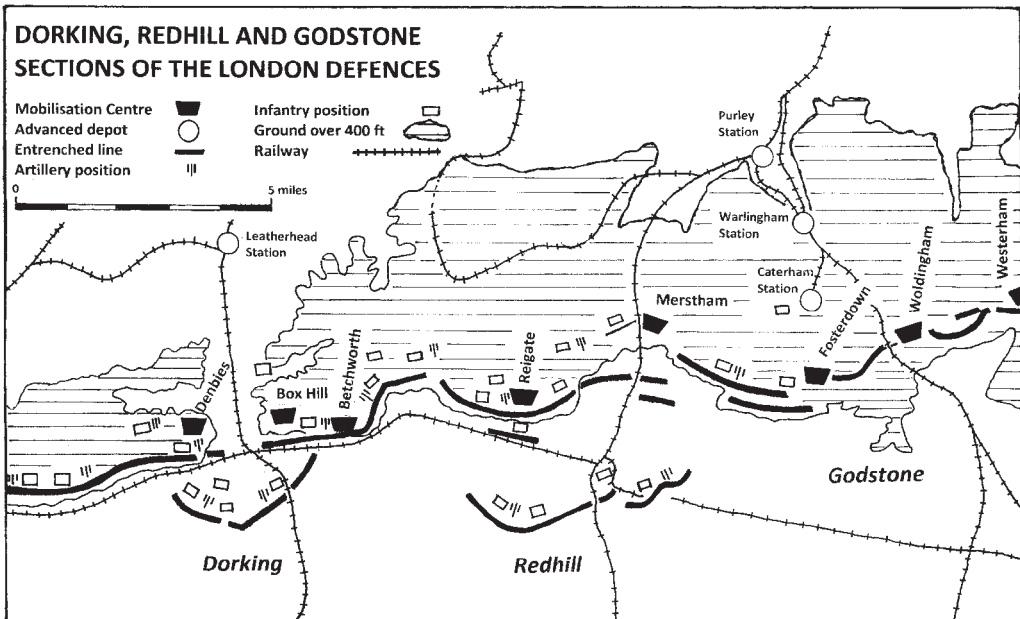 DORKING, REDHILL AND GODSTONE
SECTIONS OF THE LONDON DEFENCES
Mobilisation Centre
Advanced depot
Entrenched line
Artillery position
Infantry position
Ground over 400 ft
Railway
0
5 miles
Purley
Station
Leatherhead
Station
Warlingham
Station
Caterham
Station
Westerham
Woldingham
Fosterdown
Merstham
Reigate
Betchworth
Box Hill
Denbies
Godstone
Dorking
Redhill